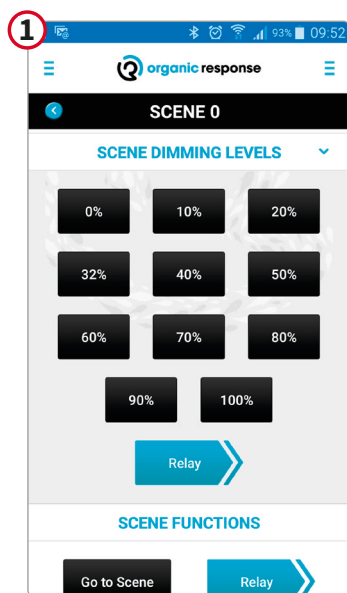 1
93% 09:52
organic response
SCENE 0
SCENE DIMMING LEVELS
0% 10% 20%
32% 40% 50%
60% 70% 80%
90% 100%
Relay
SCENE FUNCTIONS
Go to Scene Relay